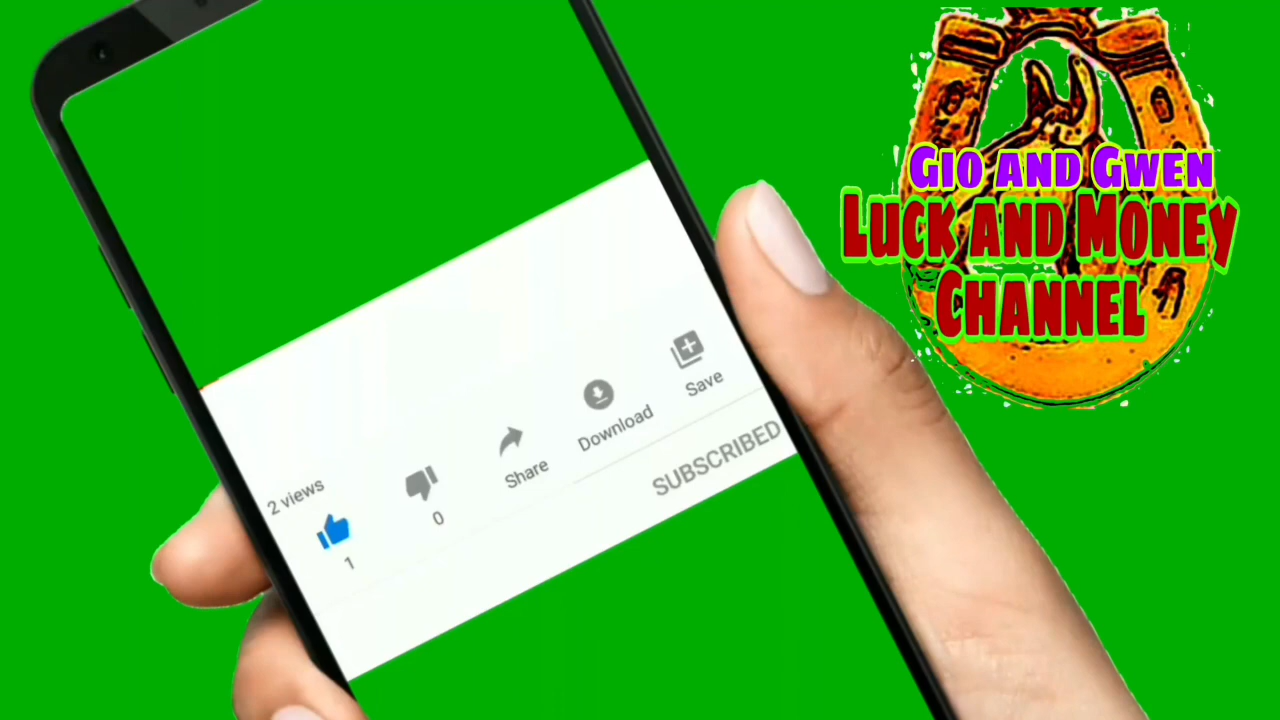 Gio and Gwen
Luck and Money
Channel
2 views
1
0
Share
Download
Save
SUBSCRIBED